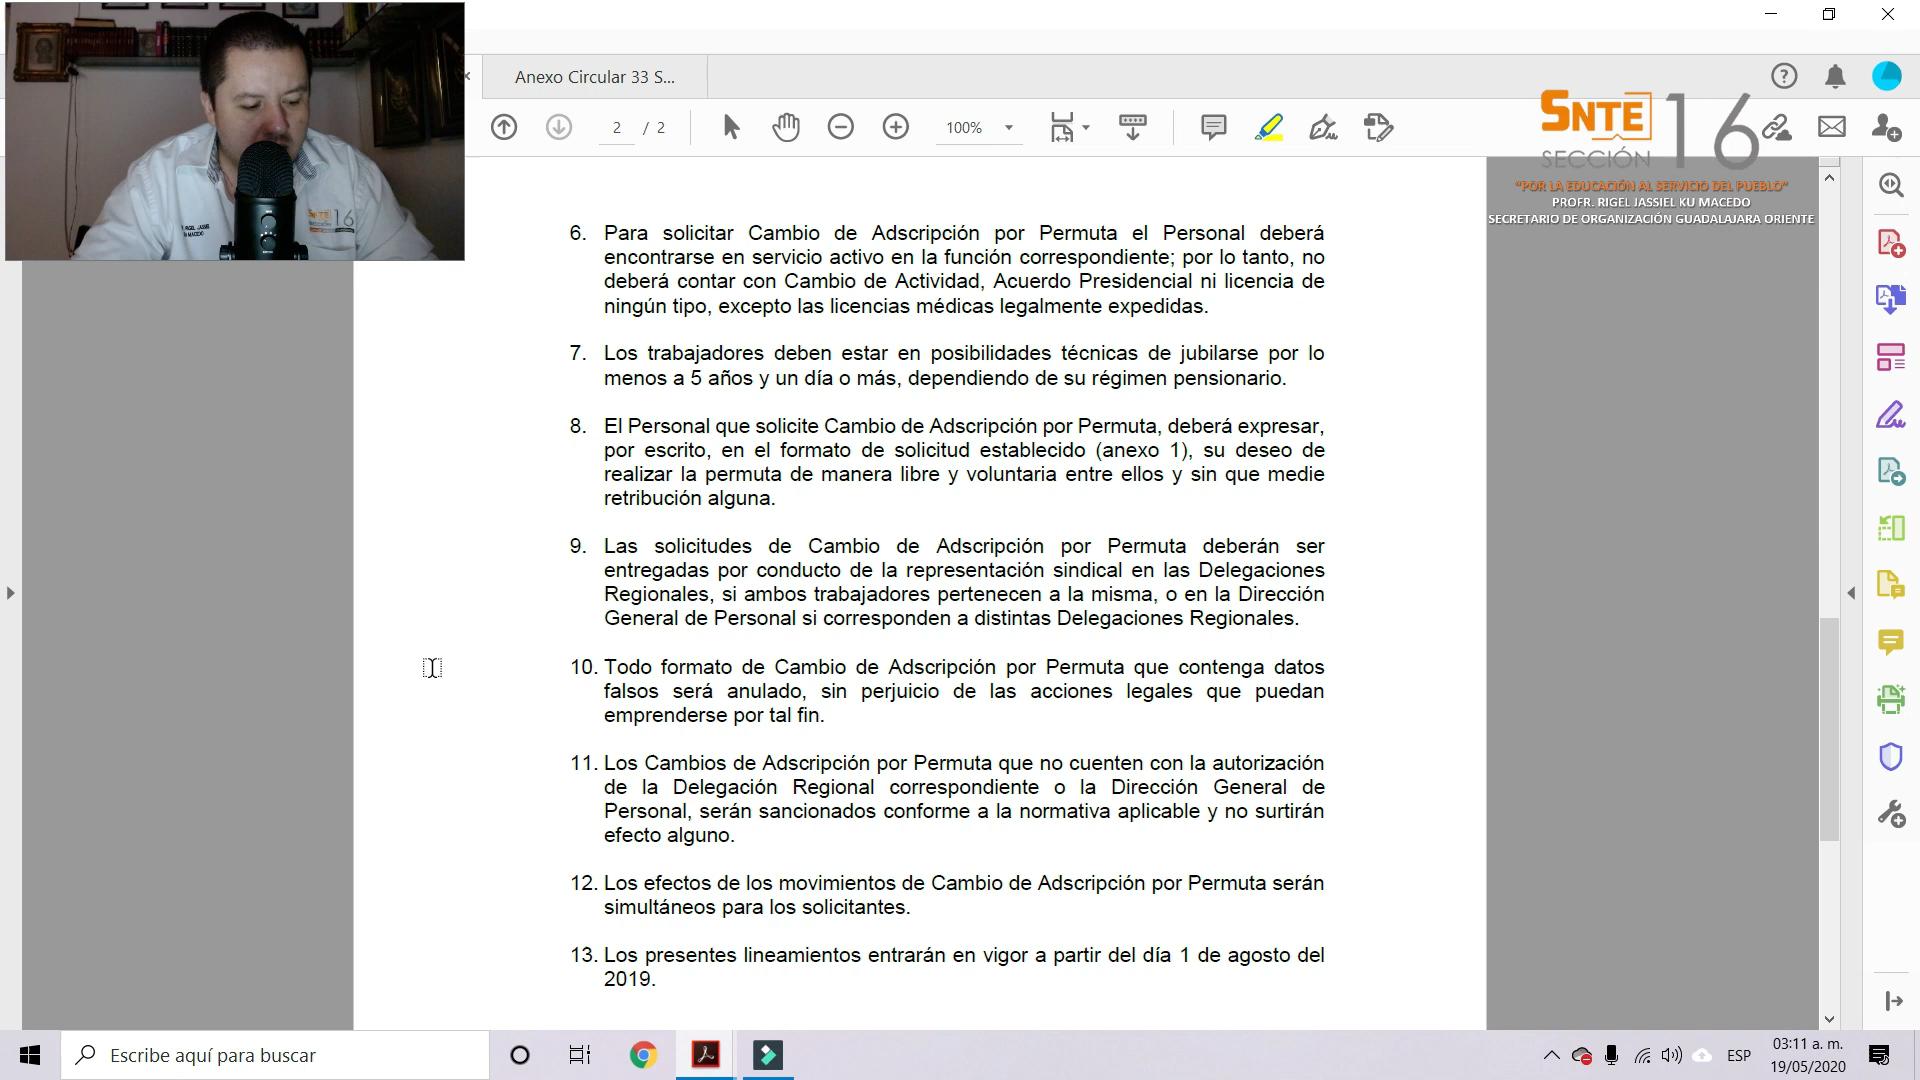 Anexo Circular 33 S...
2 / 2
100%
SNTE 16
SECCIÓN
"POR LA EDUCACIÓN AL SERVICIO DEL PUEBLO"
PROFR. RIGEL JASSIEL KU MACEDO
SECRETARIO DE ORGANIZACIÓN GUADALAJARA ORIENTE
SNTE 16
6. Para solicitar Cambio de Adscripción por Permuta el Personal deberá
encontrarse en servicio activo en la función correspondiente; por lo tanto, no
deberá contar con Cambio de Actividad, Acuerdo Presidencial ni licencia de
ningún tipo, excepto las licencias médicas legalmente expedidas.
7. Los trabajadores deben estar en posibilidades técnicas de jubilarse por lo
menos a 5 años y un día o más, dependiendo de su régimen pensionario.
8. El Personal que solicite Cambio de Adscripción por Permuta, deberá expresar,
por escrito, en el formato de solicitud establecido (anexo 1), su deseo de
realizar la permuta de manera libre y voluntaria entre ellos y sin que medie
retribución alguna.
9. Las solicitudes de Cambio de Adscripción por Permuta deberán ser
entregadas por conducto de la representación sindical en las Delegaciones
Regionales, si ambos trabajadores pertenecen a la misma, o en la Dirección
General de Personal si corresponden a distintas Delegaciones Regionales.
10. Todo formato de Cambio de Adscripción por Permuta que contenga datos
falsos será anulado, sin perjuicio de las acciones legales que puedan
emprenderse por tal fin.
11. Los Cambios de Adscripción por Permuta que no cuenten con la autorización
de la Delegación Regional correspondiente o la Dirección General de
Personal, serán sancionados conforme a la normativa aplicable y no surtirán
efecto alguno.
12. Los efectos de los movimientos de Cambio de Adscripción por Permuta serán
simultáneos para los solicitantes.
13. Los presentes lineamientos entrarán en vigor a partir del día 1 de agosto del
2019.
Escribe aquí para buscar
ESP
03:11 a. m.
19/05/2020